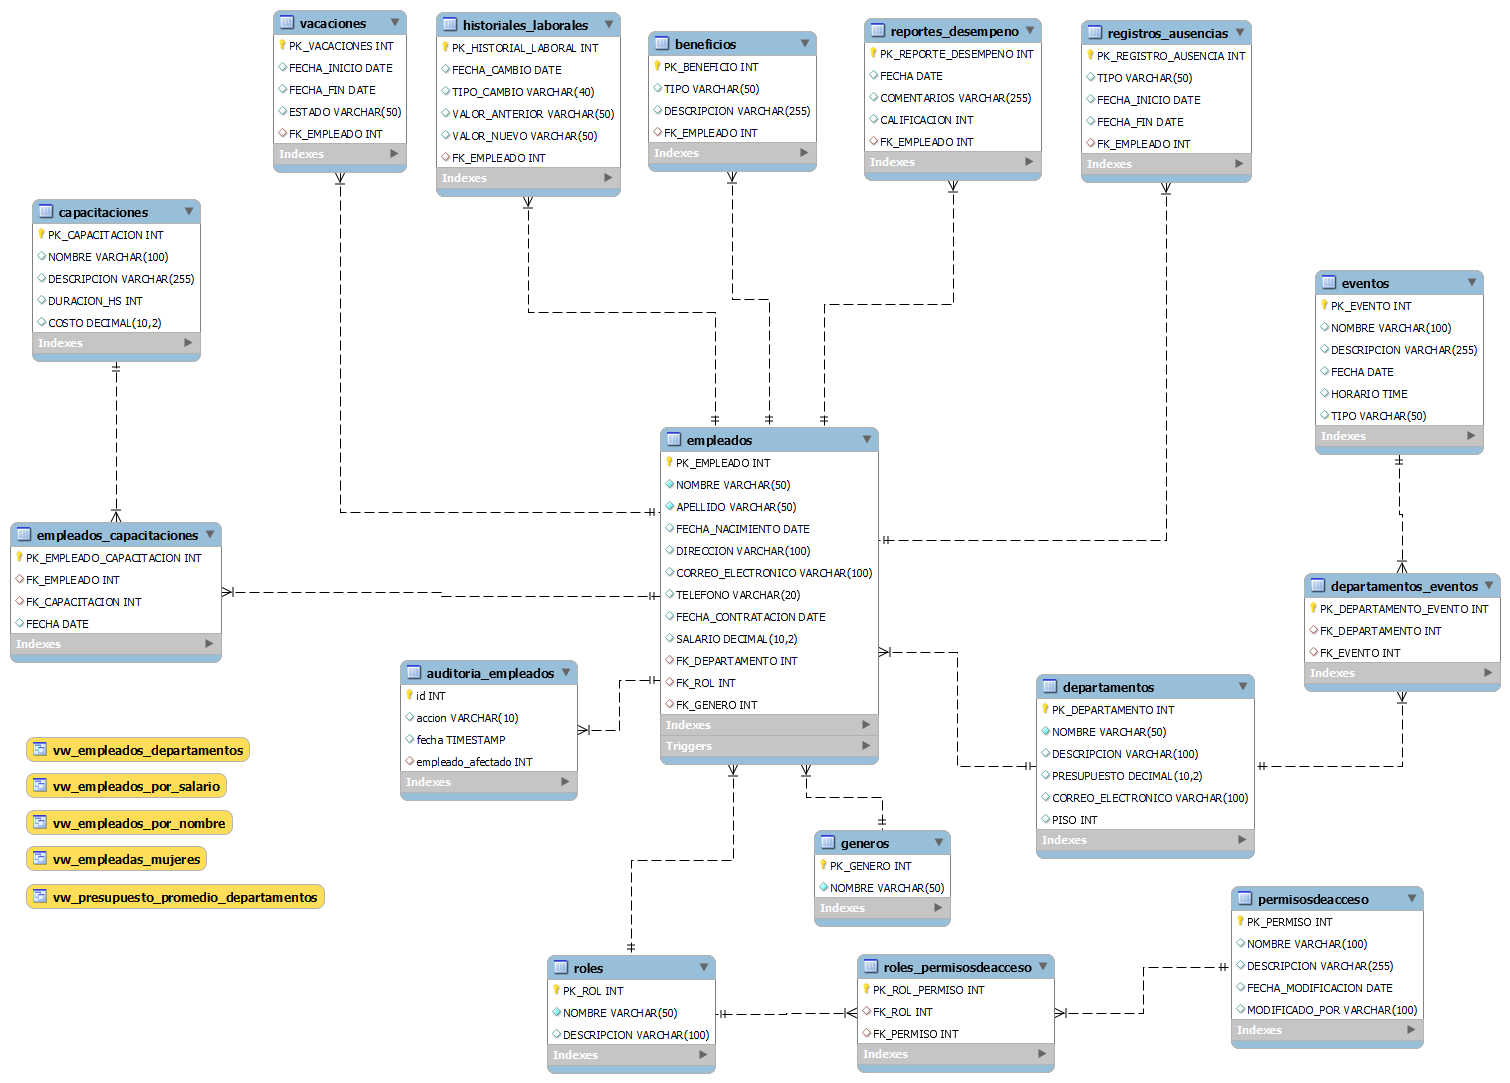 vacaciones
PK_VACACIONES INT
FECHA_INICIO DATE
FECHA_FIN DATE
ESTADO VARCHAR(50)
FK_EMPLEADO INT
Indexes
historiales_laborales
PK_HISTORIAL_LABORAL INT
FECHA_CAMBIO DATE
TIPO_CAMBIO VARCHAR(40)
VALOR_ANTERIOR VARCHAR(50)
VALOR_NUEVO VARCHAR(50)
FK_EMPLEADO INT
Indexes
beneficios
PK_BENEFICIO INT
TIPO VARCHAR(50)
DESCRIPCION VARCHAR(255)
FK_EMPLEADO INT
Indexes
reportes_desempeno
PK_REPORTE_DESEMPENO INT
FECHA DATE
COMENTARIOS VARCHAR(255)
CALIFICACION INT
FK_EMPLEADO INT
Indexes
registros_ausencias
PK_REGISTRO_AUSENCIA INT
TIPO VARCHAR(50)
FECHA_INICIO DATE
FECHA_FIN DATE
FK_EMPLEADO INT
Indexes
capacitaciones
PK_CAPACITACION INT
NOMBRE VARCHAR(100)
DESCRIPCION VARCHAR(255)
DURACION_HS INT
COSTO DECIMAL(10,2)
Indexes
eventos
PK_EVENTO INT
NOMBRE VARCHAR(100)
DESCRIPCION VARCHAR(255)
FECHA DATE
HORARIO TIME
TIPO VARCHAR(50)
Indexes
empleados
PK_EMPLEADO INT
NOMBRE VARCHAR(50)
APELLIDO VARCHAR(50)
FECHA_NACIMIENTO DATE
DIRECCION VARCHAR(100)
CORREO_ELECTRONICO VARCHAR(100)
TELEFONO VARCHAR(20)
FECHA_CONTRATACION DATE
SALARIO DECIMAL(10,2)
FK_DEPARTAMENTO INT
FK_ROL INT
FK_GENERO INT
Indexes
Triggers
empleados_capacitaciones
PK_EMPLEADO_CAPACITACION INT
FK_EMPLEADO INT
FK_CAPACITACION INT
FECHA DATE
Indexes
departamentos_eventos
PK_DEPARTAMENTO_EVENTO INT
FK_DEPARTAMENTO INT
FK_EVENTO INT
Indexes
auditoria_empleados
id INT
accion VARCHAR(10)
fecha TIMESTAMP
empleado_afectado INT
Indexes
departamentos
PK_DEPARTAMENTO INT
NOMBRE VARCHAR(50)
DESCRIPCION VARCHAR(100)
PRESUPUESTO DECIMAL(10,2)
CORREO_ELECTRONICO VARCHAR(100)
PISO INT
Indexes
vw_empleados_departamentos
vw_empleados_por_salario
vw_empleados_por_nombre
vw_empleadas_mujeres
vw_presupuesto_promedio_departamentos
generos
PK_GENERO INT
NOMBRE VARCHAR(50)
Indexes
permisosdeacceso
PK_PERMISO INT
NOMBRE VARCHAR(100)
DESCRIPCION VARCHAR(255)
FECHA_MODIFICACION DATE
MODIFICADO_POR VARCHAR(100)
Indexes
roles
PK_ROL INT
NOMBRE VARCHAR(50)
DESCRIPCION VARCHAR(100)
Indexes
roles_permisosdeacceso
PK_ROL_PERMISO INT
FK_ROL INT
FK_PERMISO INT
Indexes